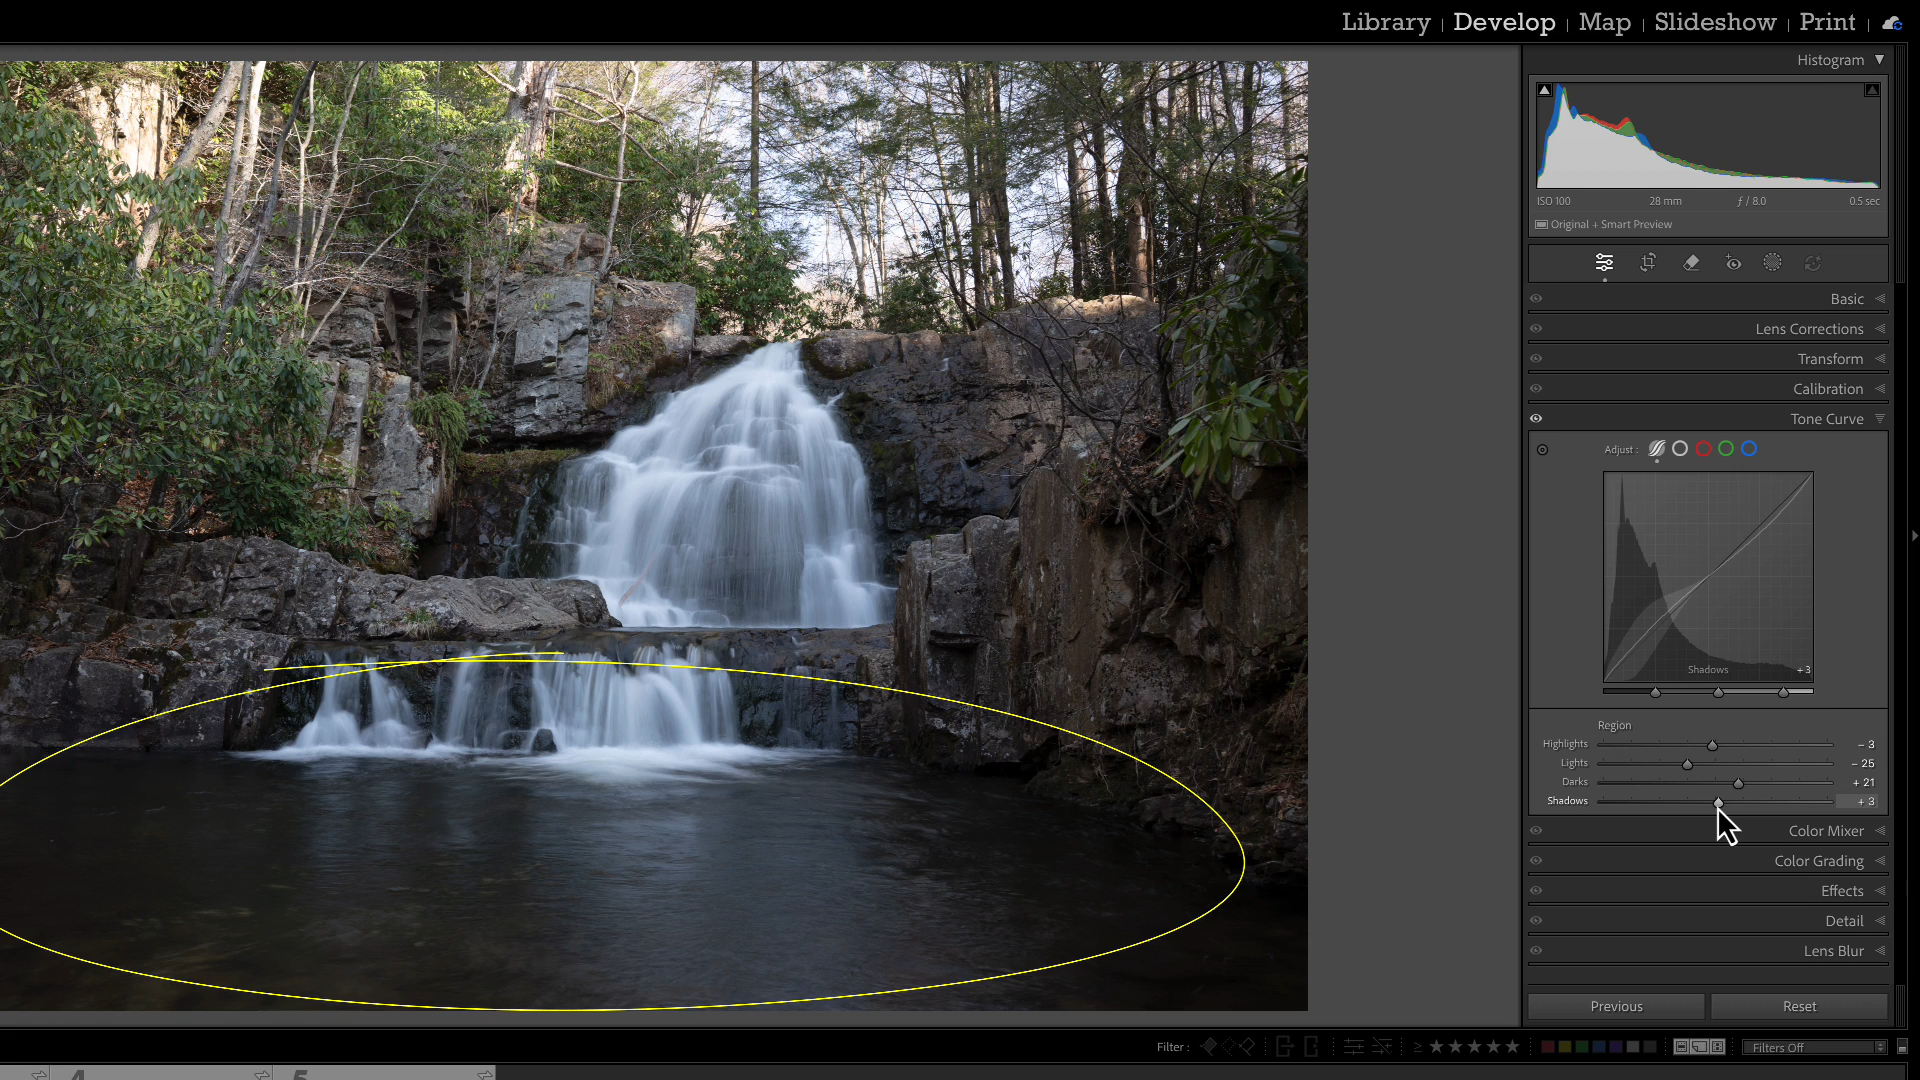 Library | Develop | Map | Slideshow | Print
Histogram
ISO 100 28 mm ƒ / 8.0 0.5 sec
Original + Smart Preview
Basic
Lens Corrections
Transform
Calibration
Tone Curve
Adjust :
Shadows + 3
Region
Highlights – 3
Lights – 25
Darks + 21
Shadows + 3
Color Mixer
Color Grading
Effects
Detail
Lens Blur
Previous Reset
Filter : ≥ ★★★★★ Filters Off
4 5